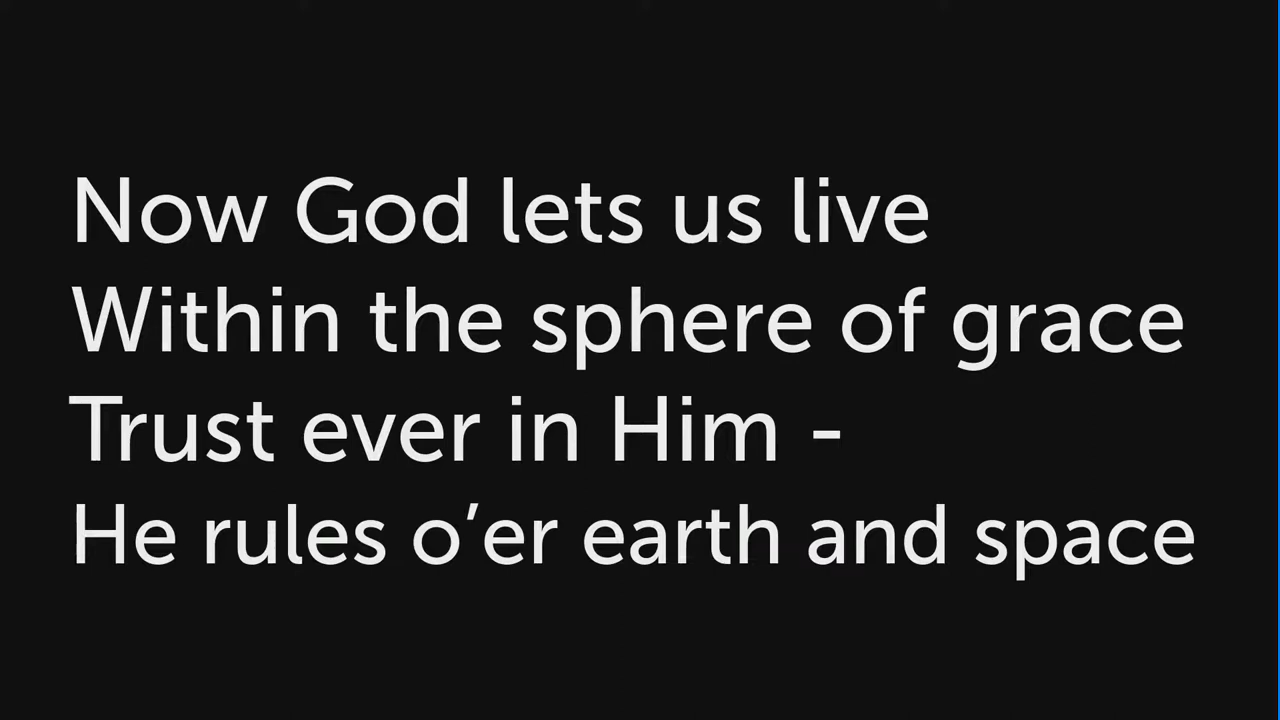 Now God lets us live
Within the sphere of grace
Trust ever in Him -
He rules o’er earth and space